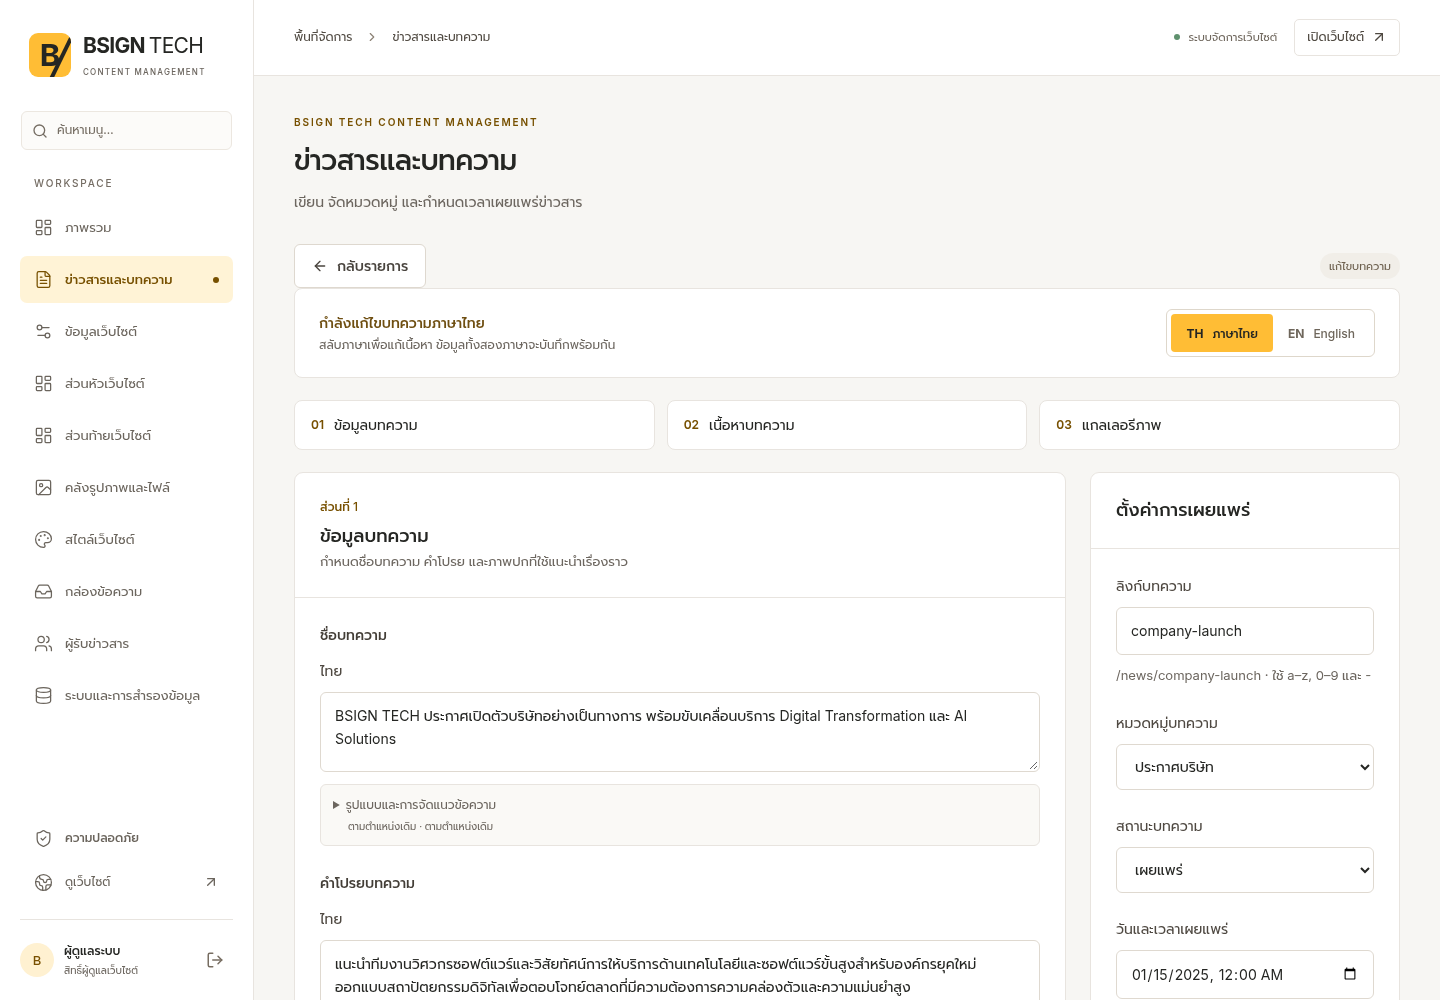 BSIGN TECH
CONTENT MANAGEMENT
ค้นหาเมนู...
WORKSPACE
ภาพรวม
ข่าวสารและบทความ
ข้อมูลเว็บไซต์
ส่วนหัวเว็บไซต์
ส่วนท้ายเว็บไซต์
คลังรูปภาพและไฟล์
สไตล์เว็บไซต์
กล่องข้อความ
ผู้รับข่าวสาร
ระบบและการสำรองข้อมูล
ความปลอดภัย
ดูเว็บไซต์
B
ผู้ดูแลระบบ
สิทธิ์ผู้ดูแลเว็บไซต์
พื้นที่จัดการ
ข่าวสารและบทความ
ระบบจัดการเว็บไซต์
เปิดเว็บไซต์
BSIGN TECH CONTENT MANAGEMENT
ข่าวสารและบทความ
เขียน จัดหมวดหมู่ และกำหนดเวลาเผยแพร่ข่าวสาร
กลับรายการ
แก้ไขบทความ
กำลังแก้ไขบทความภาษาไทย
สลับภาษาเพื่อแก้เนื้อหา ข้อมูลทั้งสองภาษาจะบันทึกพร้อมกัน
TH ภาษาไทย
EN English
01 ข้อมูลบทความ
02 เนื้อหาบทความ
03 แกลเลอรีภาพ
ส่วนที่ 1
ข้อมูลบทความ
กำหนดชื่อบทความ คำโปรย และภาพปกที่ใช้แนะนำเรื่องราว
ชื่อบทความ
ไทย
BSIGN TECH ประกาศเปิดตัวบริษัทอย่างเป็นทางการ พร้อมขับเคลื่อนบริการ Digital Transformation และ AI
Solutions
รูปแบบและการจัดแนวข้อความ
ตามตำแหน่งเดิม · ตามตำแหน่งเดิม
คำโปรยบทความ
ไทย
แนะนำทีมงานวิศวกรซอฟต์แวร์และวิสัยทัศน์การให้บริการด้านเทคโนโลยีและซอฟต์แวร์ขั้นสูงสำหรับองค์กรยุคใหม่
ออกแบบสถาปัตยกรรมดิจิทัลเพื่อตอบโจทย์ตลาดที่มีความต้องการความคล่องตัวและความแม่นยำสูง
ตั้งค่าการเผยแพร่
ลิงก์บทความ
company-launch
/news/company-launch · ใช้ a–z, 0–9 และ -
หมวดหมู่บทความ
ประกาศบริษัท
สถานะบทความ
เผยแพร่
วันและเวลาเผยแพร่
01/15/2025, 12:00 AM